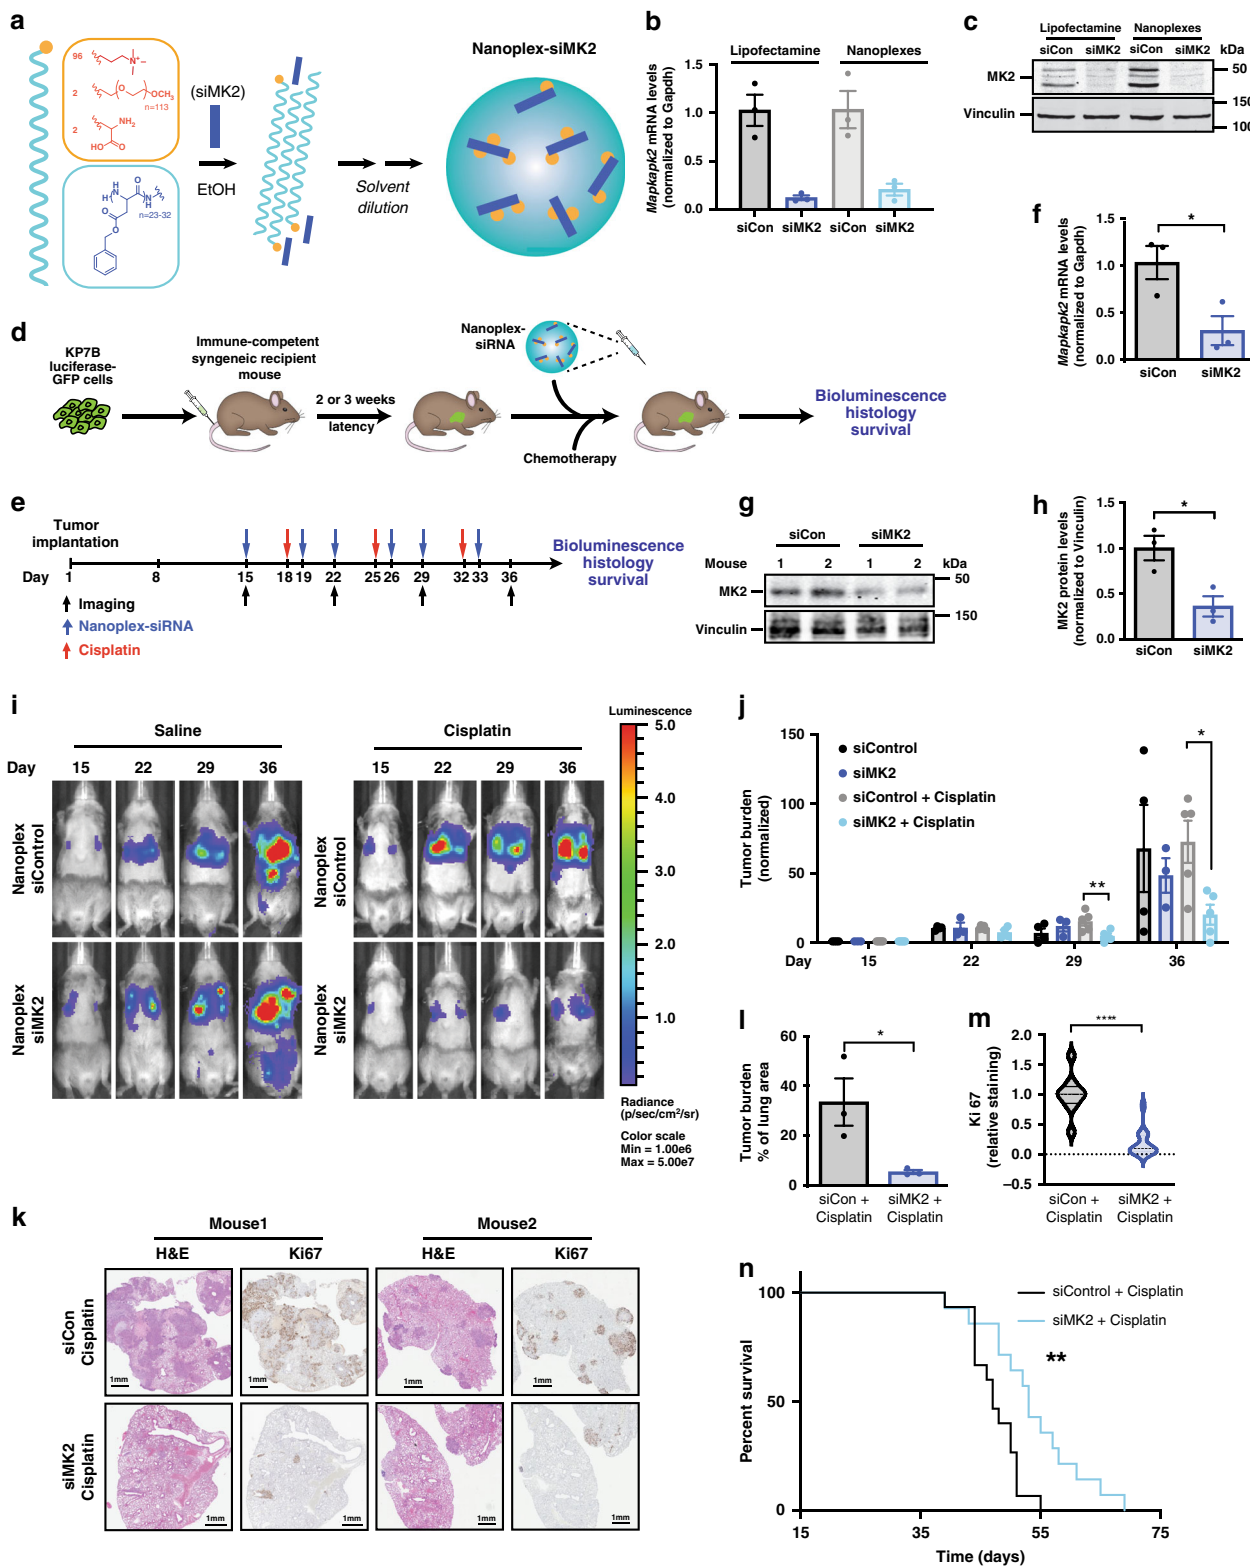 a
96
N+
2
O
OCH3
n=113
2
NH2
HO
O
H
N
H
O
N
H
n=23-32
O
O
(siMK2)
EtOH
Solvent
dilution
Nanoplex-siMK2
b
Lipofectamine
Nanoplexes
Mapkapk2 mRNA levels
(normalized to Gapdh)
1.5
1.0
0.5
0.0
siCon siMK2 siCon siMK2
c
Lipofectamine Nanoplexes
siCon siMK2 siCon siMK2 kDa
MK2
50
Vinculin
150
100
d
KP7B
luciferase-
GFP cells
Immune-competent
syngeneic recipient
mouse
2 or 3 weeks
latency
Nanoplex-
siRNA
Chemotherapy
Bioluminescence
histology
survival
f
Mapkapk2 mRNA levels
(normalized to Gapdh)
1.5
1.0
0.5
0.0
*
siCon siMK2
e
Tumor
implantation
Day 1 8 15 18 19 22 25 26 29 32 33 36
Imaging
Nanoplex-siRNA
Cisplatin
Bioluminescence
histology
survival
g
siCon siMK2
Mouse 1 2 1 2 kDa
MK2
50
Vinculin
150
h
MK2 protein levels
(normalized to Vinculin)
1.5
1.0
0.5
0.0
*
siCon siMK2
i
Saline
Cisplatin
Day 15 22 29 36 15 22 29 36
Nanoplex
siControl
Nanoplex
siControl
Nanoplex
siMK2
Nanoplex
siMK2
Luminescence
5.0
4.0
3.0
2.0
1.0
Radiance
(p/sec/cm2/sr)
Color scale
Min = 1.00e6
Max = 5.00e7
j
Tumor burden
(normalized)
150
100
50
0
siControl
siMK2
siControl + Cisplatin
siMK2 + Cisplatin
**
*
Day 15 22 29 36
l
Tumor burden
% of lung area
60
40
20
0
*
siCon +
Cisplatin
siMK2 +
Cisplatin
m
Ki 67
(relative staining)
2.0
1.5
1.0
0.5
0.0
−0.5
****
siCon +
Cisplatin
siMK2 +
Cisplatin
k
Mouse1
Mouse2
H&E Ki67 H&E Ki67
siCon
Cisplatin
1mm 1mm 1mm 1mm
siMK2
Cisplatin
1mm 1mm 1mm 1mm
n
Percent survival
100
50
0
siControl + Cisplatin
siMK2 + Cisplatin
**
15 35 55 75
Time (days)